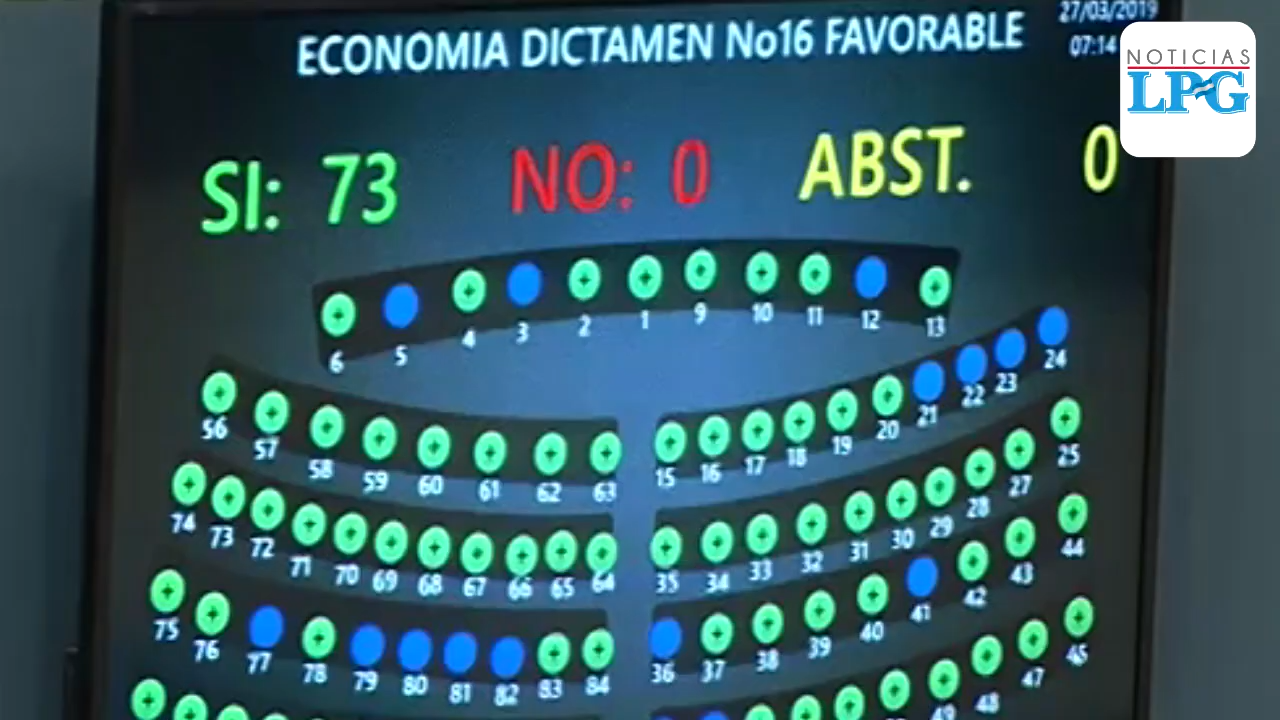 27/03/2019
ECONOMIA DICTAMEN No16 FAVORABLE
07:14
NOTICIAS
LPG
SI: 73 NO: 0 ABST. 0
6 5 4 3 2 1 9 10 11 12 13
56 57 58 59 60 61 62 63
15 16 17 18 19 20 21 22 23 24
74 73 72 71 70 69 68 67 66 65 64
35 34 33 32 31 30 29 28 27 25
75 76 77 78 79 80 81 82 83 84
36 37 38 39 40 41 42 43 44
49 48 47 45